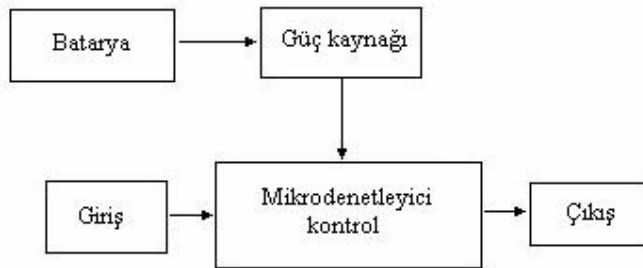 Batarya
Güç kaynağı
Giriş
Mikrodenetleyici
kontrol
Çıkış